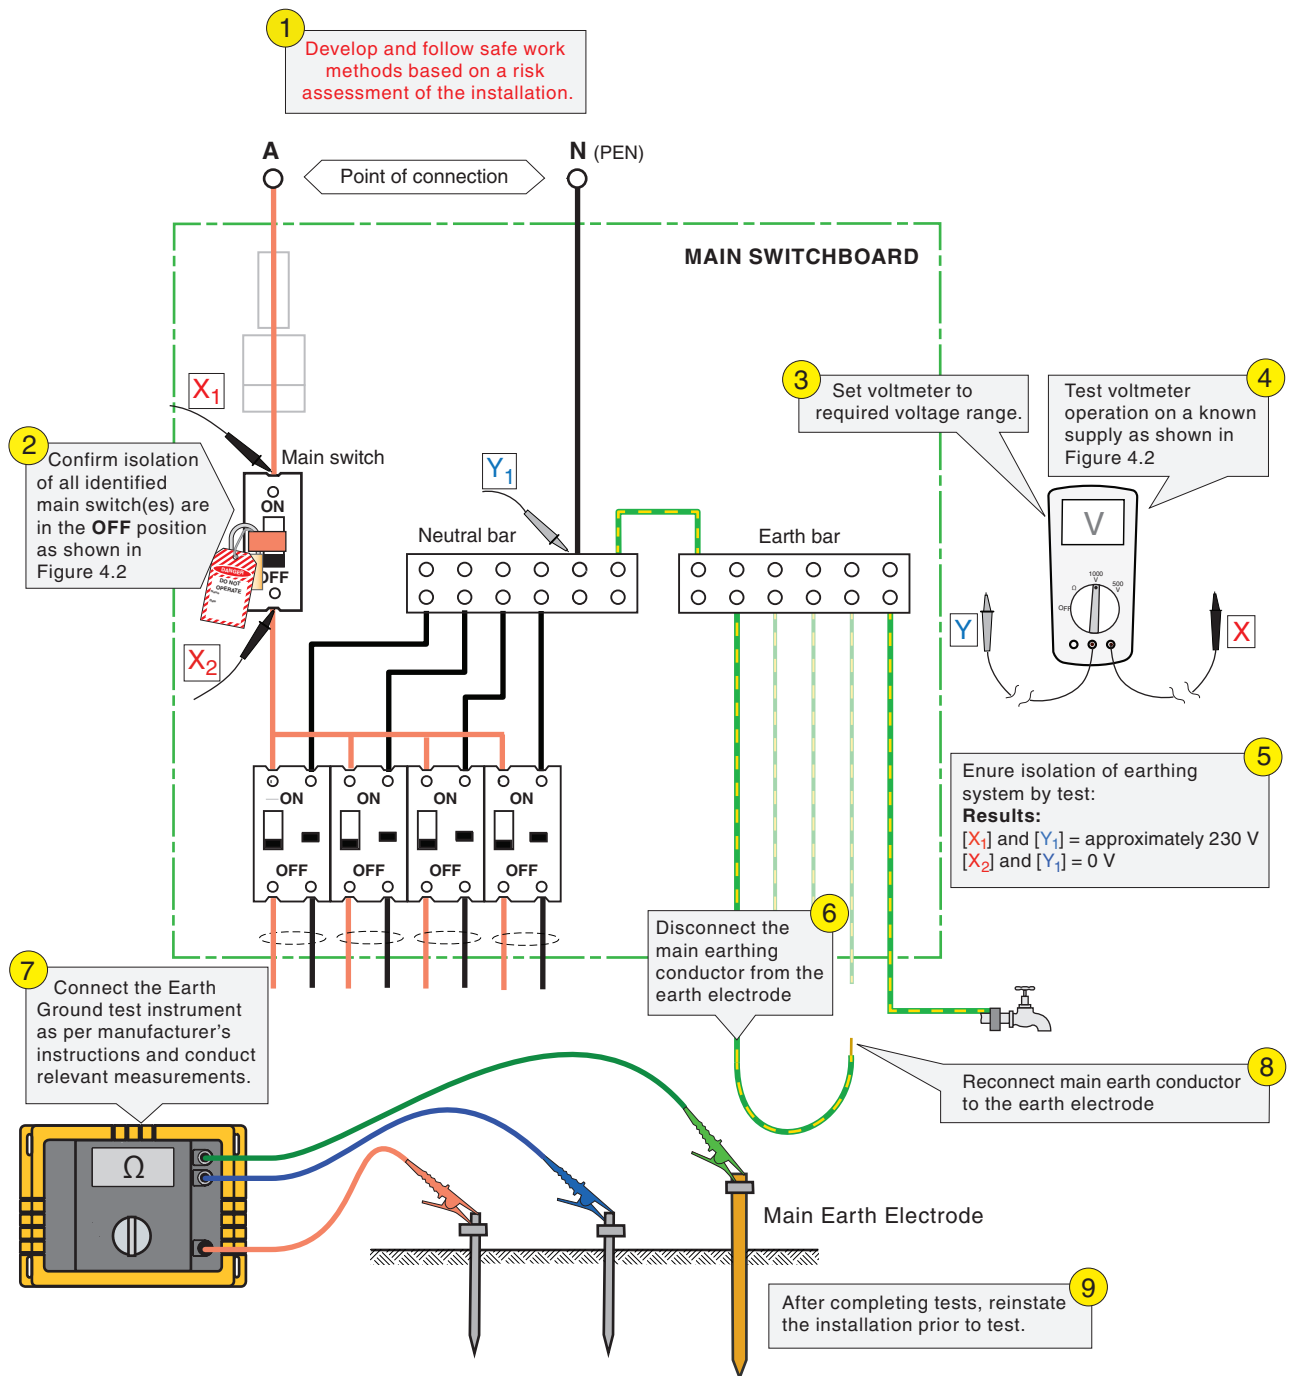 1
Develop and follow safe work
methods based on a risk
assessment of the installation.
A
N (PEN)
Point of connection
MAIN SWITCHBOARD
X1
3
Set voltmeter to
required voltage range.
4
Test voltmeter
operation on a known
supply as shown in
Figure 4.2
2
Confirm isolation
of all identified
main switch(es) are
in the OFF position
as shown in
Figure 4.2
Main switch
ON
OFF
DANGER
DO NOT
OPERATE
Y1
Neutral bar
Earth bar
V
1000
V
500
V
Ω
OFF
Y
X
X2
ON
ON
ON
ON
OFF
OFF
OFF
OFF
5
Enure isolation of earthing
system by test:
Results:
[X1] and [Y1] = approximately 230 V
[X2] and [Y1] = 0 V
6
Disconnect the
main earthing
conductor from the
earth electrode
7
Connect the Earth
Ground test instrument
as per manufacturer's
instructions and conduct
relevant measurements.
8
Reconnect main earth conductor
to the earth electrode
Ω
Main Earth Electrode
9
After completing tests, reinstate
the installation prior to test.